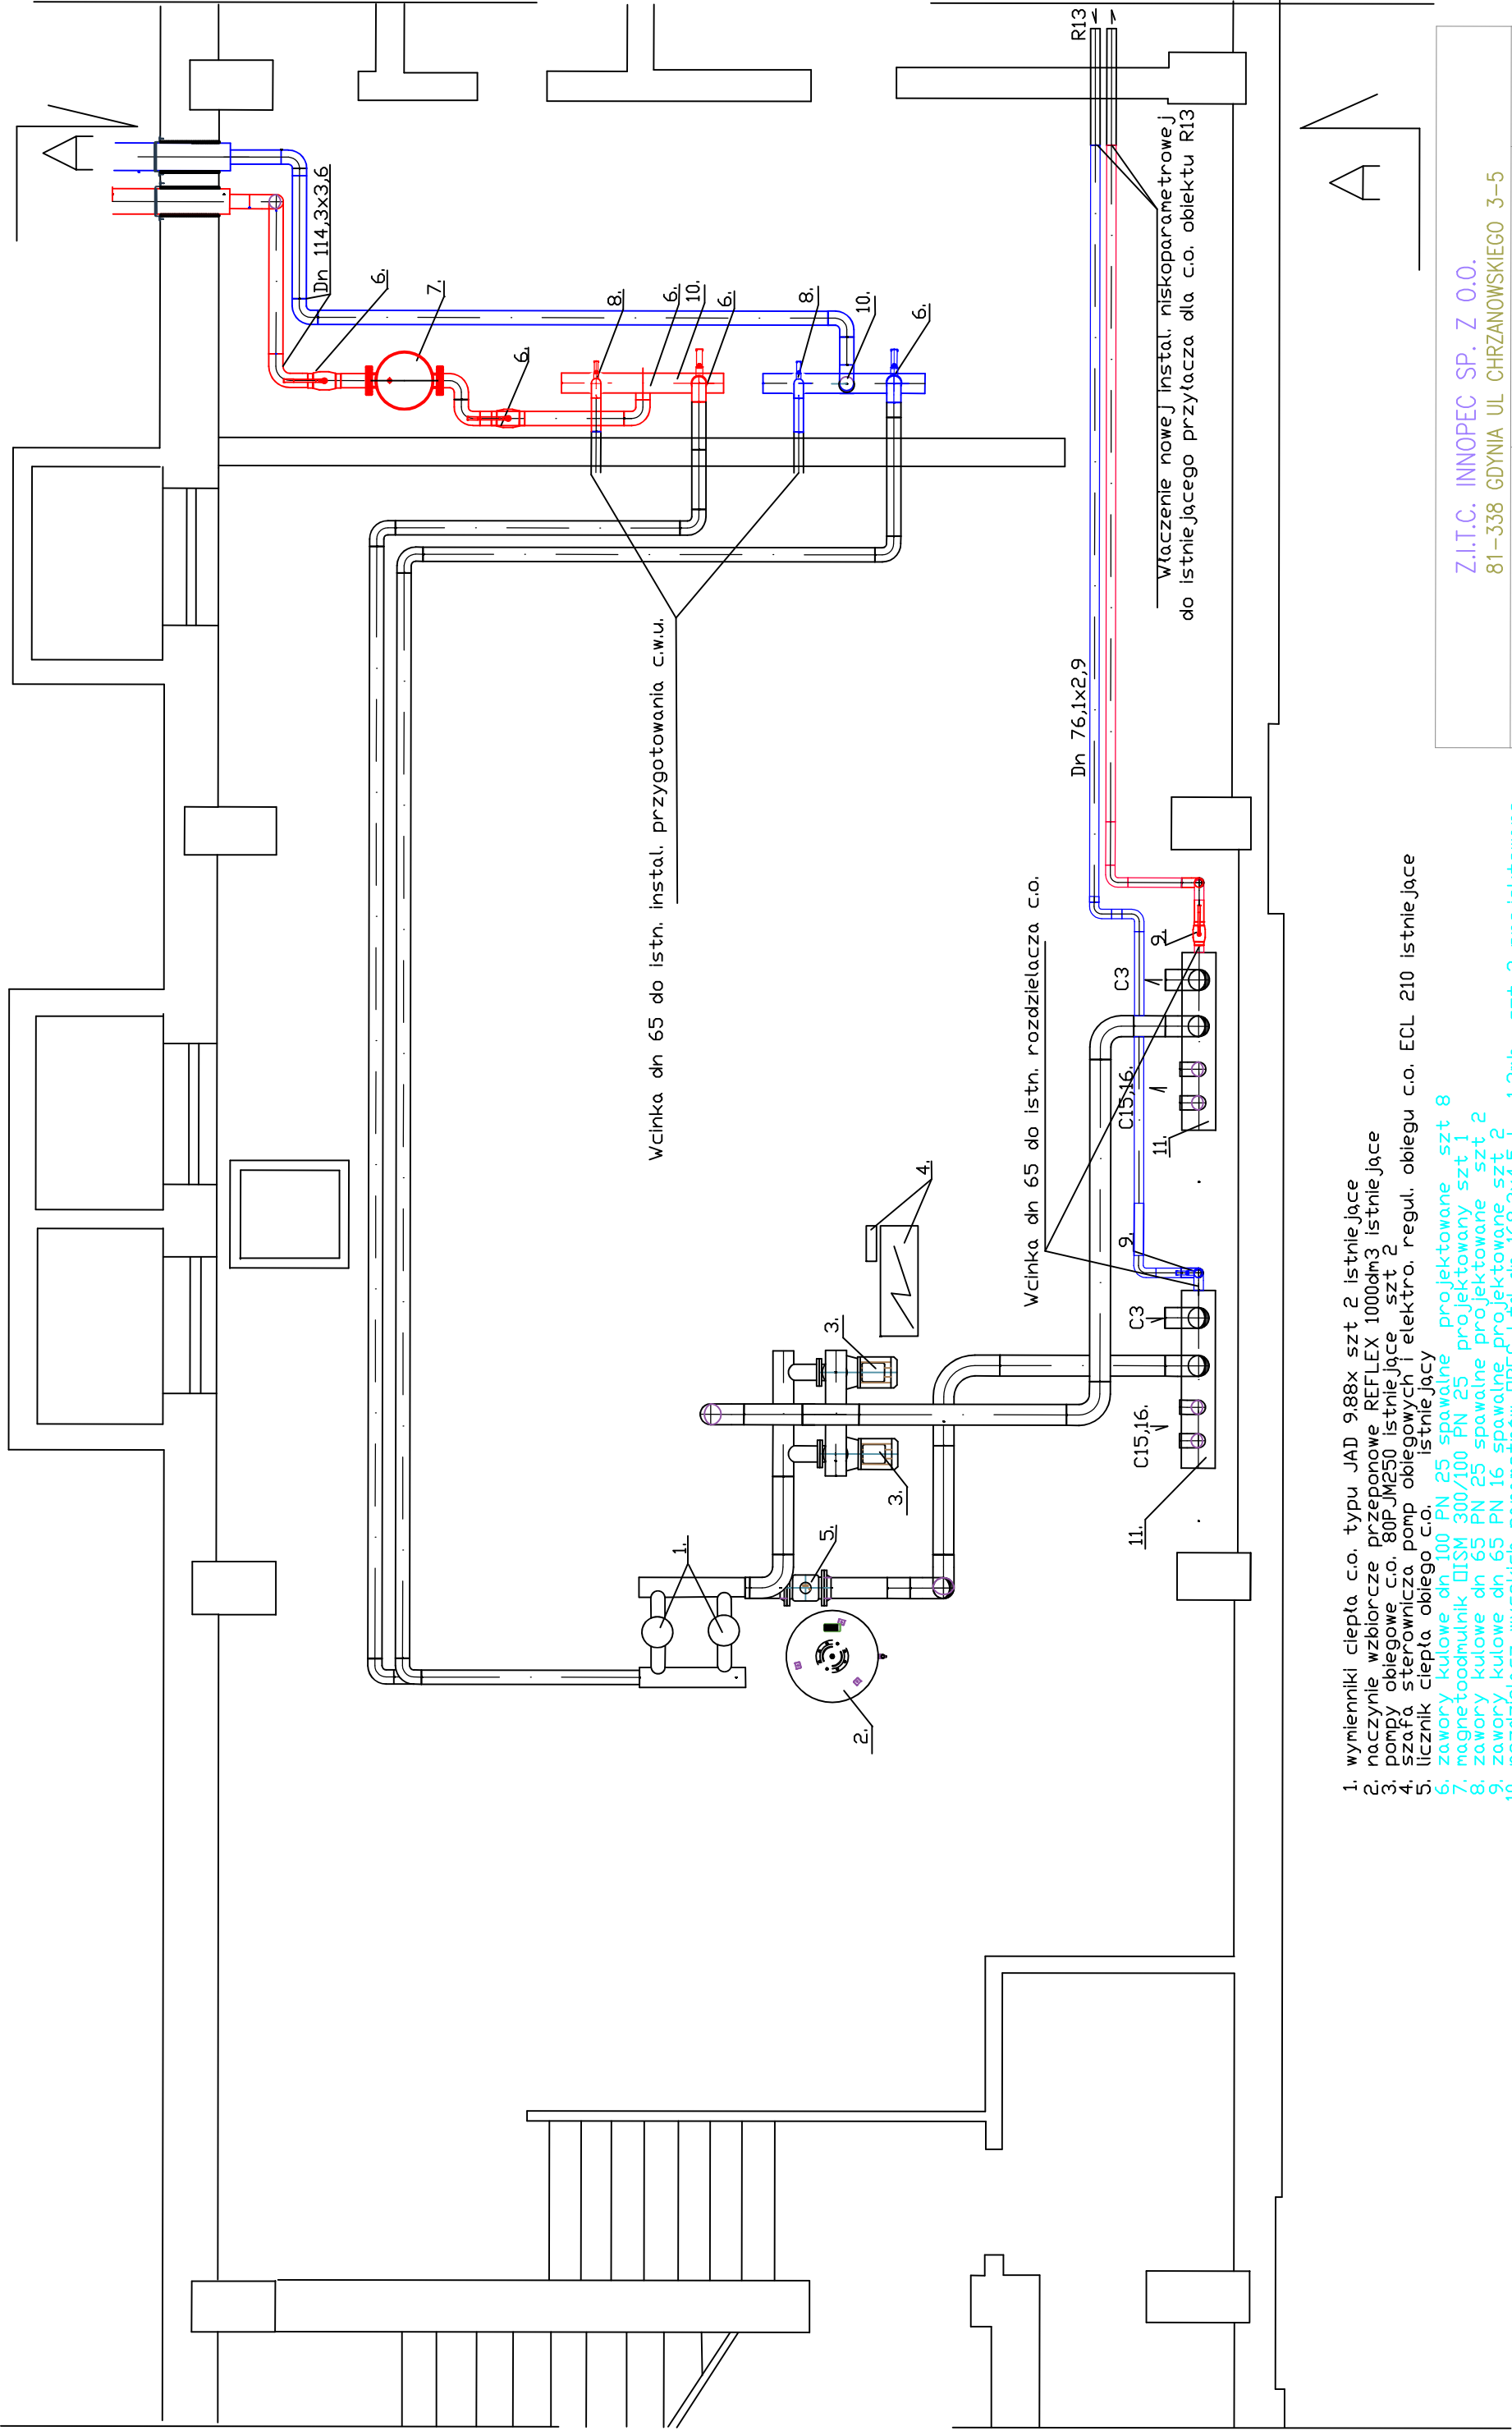 R13
Dn 114,3x3,6
6.
7.
8.
6.
10.
6.
8.
10.
6.
6.
Włączenie nowej instal. niskoparametrowej
do istniejącego przyłącza dla c.o. obiektu R13
Wcinka dn 65 do istn. instal. przygotowania c.w.u.
Dn 76,1x2,9
Wcinka dn 65 do istn. rozdzielacza c.o.
9.
C3
C15,16.
11.
4.
9.
C3
3.
C15,16.
3.
11.
5.
1.
2.
1. wymienniki ciepła c.o. typu JAD 9.88x szt 2 istniejące
2. naczynie wzbiorcze przeponowe REFLEX 1000dm3 istniejące
3. pompy obiegowe c.o. 80PJM250 istniejące szt 2
4. szafa sterownicza pomp obiegowych i elektro. regul. obiegu c.o. ECL 210 istniejące
5. licznik ciepła obiego c.o. istniejący
6. zawory kulowe dn 100 PN 25 spawalne projektowane szt 8
7. magnetoodmulnik OISM 300/100 PN 25 projektowany szt 1
8. zawory kulowe dn 65 PN 25 spawalne projektowane szt 2
9. zawory kulowe dn 65 PN 16 spawalne projektowane szt 2
Z.I.T.C. INNOPEC SP. Z O.O.
81-338 GDYNIA UL CHRZANOWSKIEGO 3-5